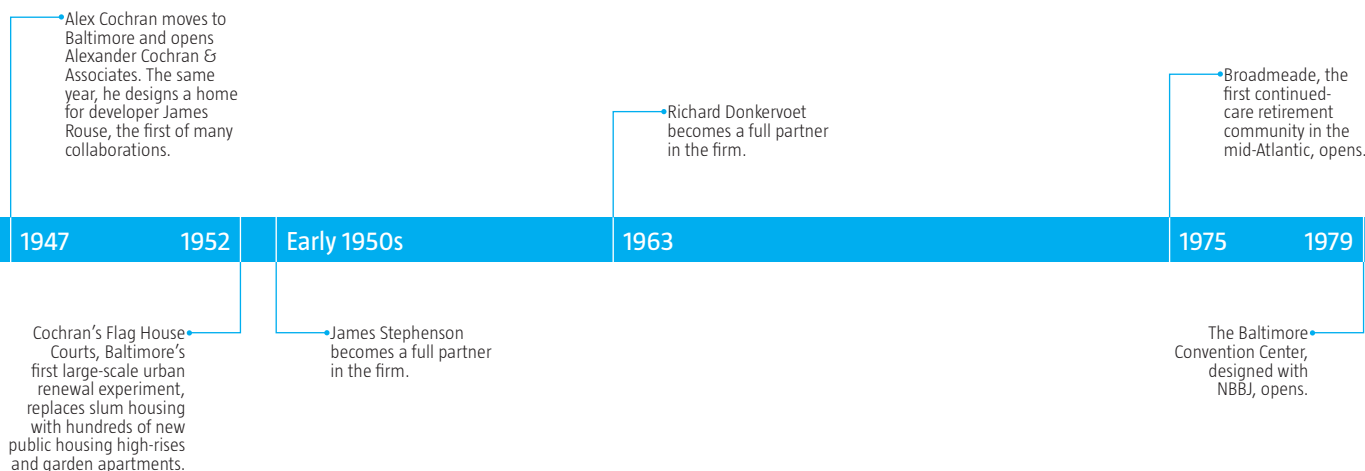 Alex Cochran moves to
Baltimore and opens
Alexander Cochran &
Associates. The same
year, he designs a home
for developer James
Rouse, the first of many
collaborations.
Richard Donkervoet
becomes a full partner
in the firm.
Broadmeade, the
first continued-
care retirement
community in the
mid-Atlantic, opens.
1947
1952
Early 1950s
1963
1975
1979
Cochran’s Flag House
Courts, Baltimore’s
first large-scale urban
renewal experiment,
replaces slum housing
with hundreds of new
public housing high-rises
and garden apartments.
James Stephenson
becomes a full partner
in the firm.
The Baltimore
Convention Center,
designed with
NBBJ, opens.